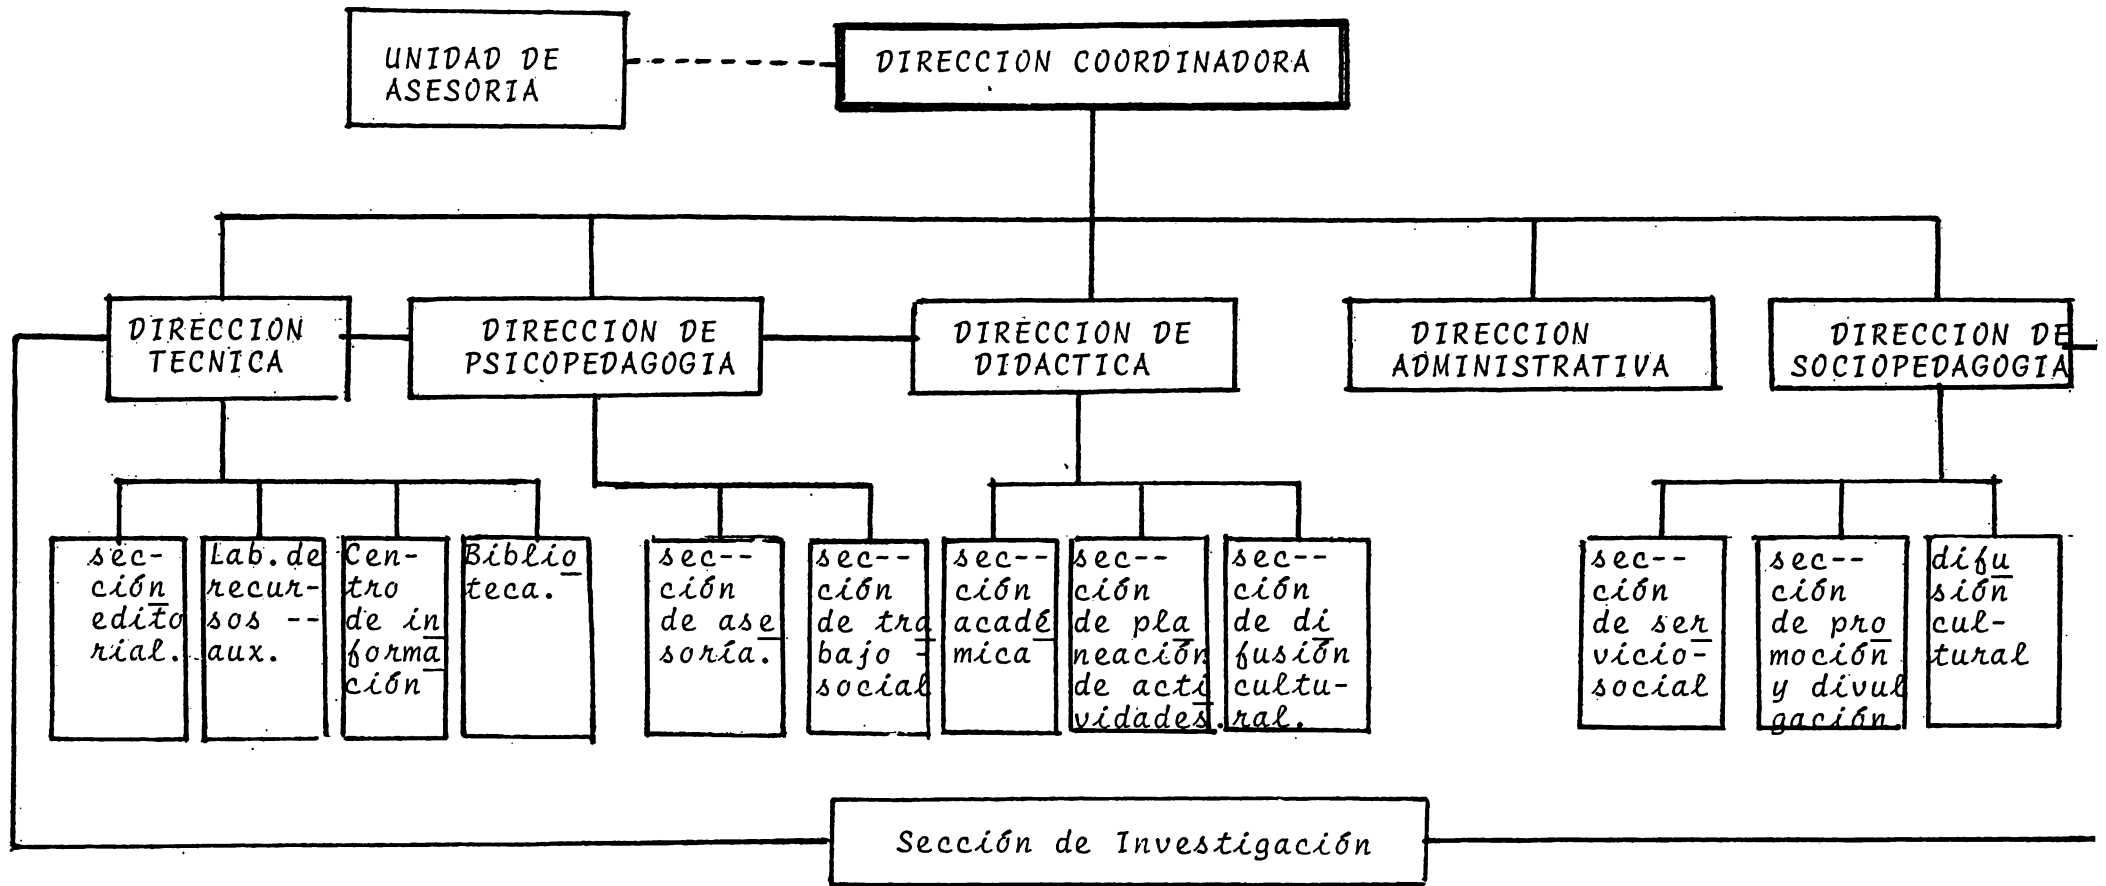 UNIDAD DE
ASESORIA
DIRECCION COORDINADORA
DIRECCION
TECNICA
DIRECCION DE
PSICOPEDAGOGIA
DIRECCION DE
DIDACTICA
DIRECCION
ADMINISTRATIVA
DIRECCION DE
SOCIOPEDAGOGIA
sec-
ción
edito
rial.
Lab.de
recur-
sos --
aux.
Cen-
tro
de in
forma
ción
Biblio
teca.
sec--
ción
de ase
soría.
sec--
ción
de tra
bajo -
social
sec--
ción
acadé
mica
sec--
ción
de pla
neación
de acti
vidades.
sec--
ción
de di
fusión
cultu-
ral.
sec--
ción
de ser
vicio-
social
sec--
ción
de pro
moción
y divul
gación.
difu
sión
cul-
tural
Sección de Investigación